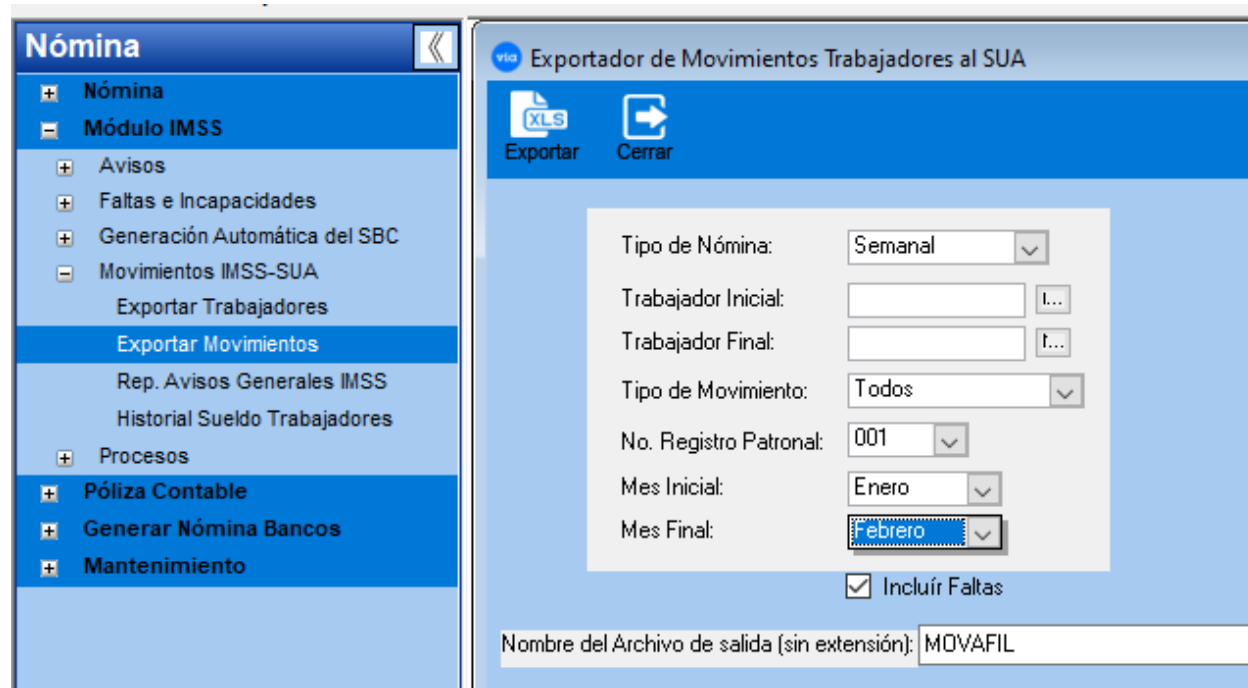 Nómina
Nómina
Módulo IMSS
Avisos
Faltas e Incapacidades
Generación Automática del SBC
Movimientos IMSS-SUA
Exportar Trabajadores
Exportar Movimientos
Rep. Avisos Generales IMSS
Historial Sueldo Trabajadores
Procesos
Póliza Contable
Generar Nómina Bancos
Mantenimiento
via Exportador de Movimientos Trabajadores al SUA
XLS
Exportar Cerrar
Tipo de Nómina: Semanal
Trabajador Inicial:
Trabajador Final:
Tipo de Movimiento: Todos
No. Registro Patronal: 001
Mes Inicial: Enero
Mes Final: Febrero
Incluír Faltas
Nombre del Archivo de salida (sin extensión): MOVAFIL